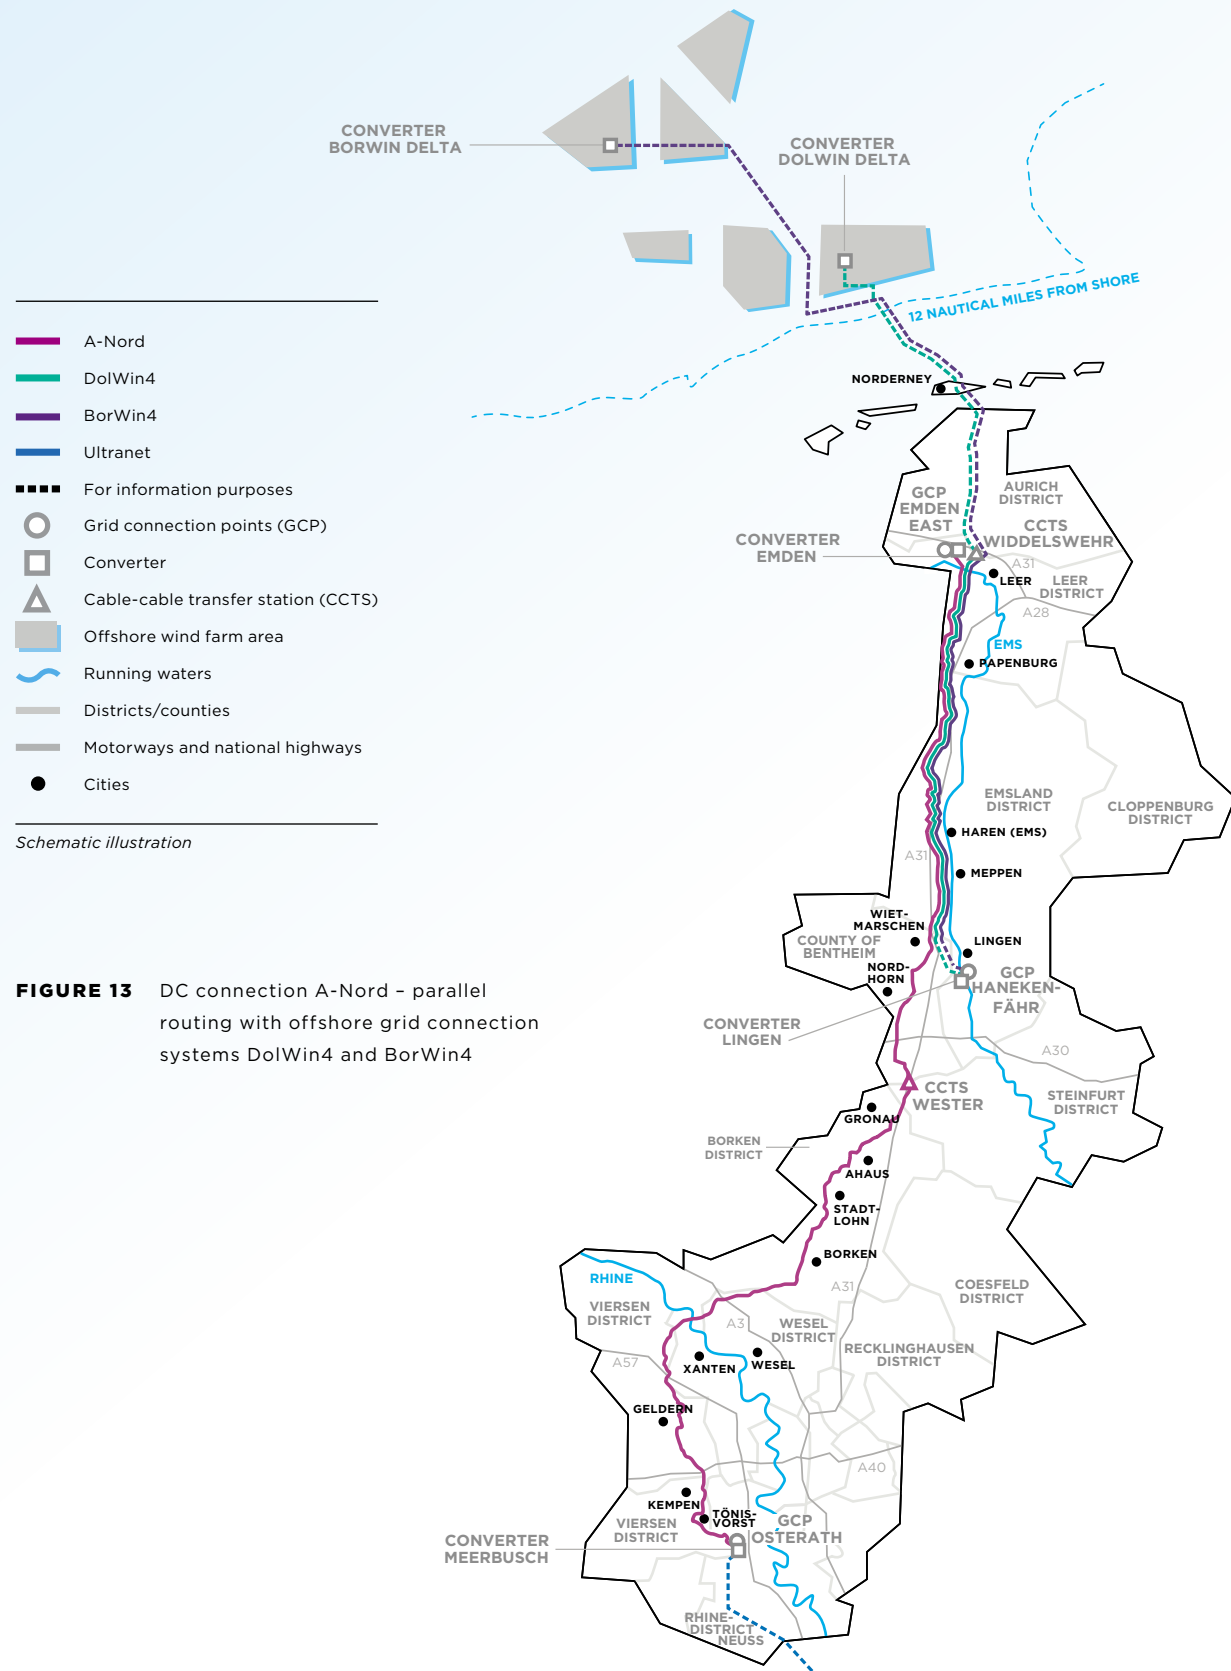 CONVERTER
BORWIN DELTA
CONVERTER
DOLWIN DELTA
12 NAUTICAL MILES FROM SHORE
A-Nord
DolWin4
BorWin4
Ultranet
For information purposes
Grid connection points (GCP)
Converter
Cable-cable transfer station (CCTS)
Offshore wind farm area
Running waters
Districts/counties
Motorways and national highways
Cities
Schematic illustration
FIGURE 13 DC connection A-Nord – parallel
routing with offshore grid connection
systems DolWin4 and BorWin4
NORDERNEY
GCP
EMDEN
EAST
AURICH
DISTRICT
CCTS
WIDDELSWEHR
CONVERTER
EMDEN
A31
LEER
LEER
DISTRICT
A28
EMS
PAPENBURG
EMSLAND
DISTRICT
CLOPPENBURG
DISTRICT
HAREN (EMS)
A31
MEPPEN
WIET-
MARSCHEN
COUNTY OF
BENTHEIM
LINGEN
NORD-
HORN
GCP
HANEKEN-
FÄHR
CONVERTER
LINGEN
A30
CCTS
WESTER
STEINFURT
DISTRICT
GRONAU
BORKEN
DISTRICT
AHAUS
STADT-
LOHN
BORKEN
RHINE
A31
COESFELD
DISTRICT
VIERSEN
DISTRICT
A3
WESEL
DISTRICT
RECKLINGHAUSEN
DISTRICT
A57
XANTEN
WESEL
GELDERN
A40
KEMPEN
TÖNIS-
VORST
VIERSEN
DISTRICT
GCP
OSTERATH
CONVERTER
MEERBUSCH
RHINE-
DISTRICT
NEUSS